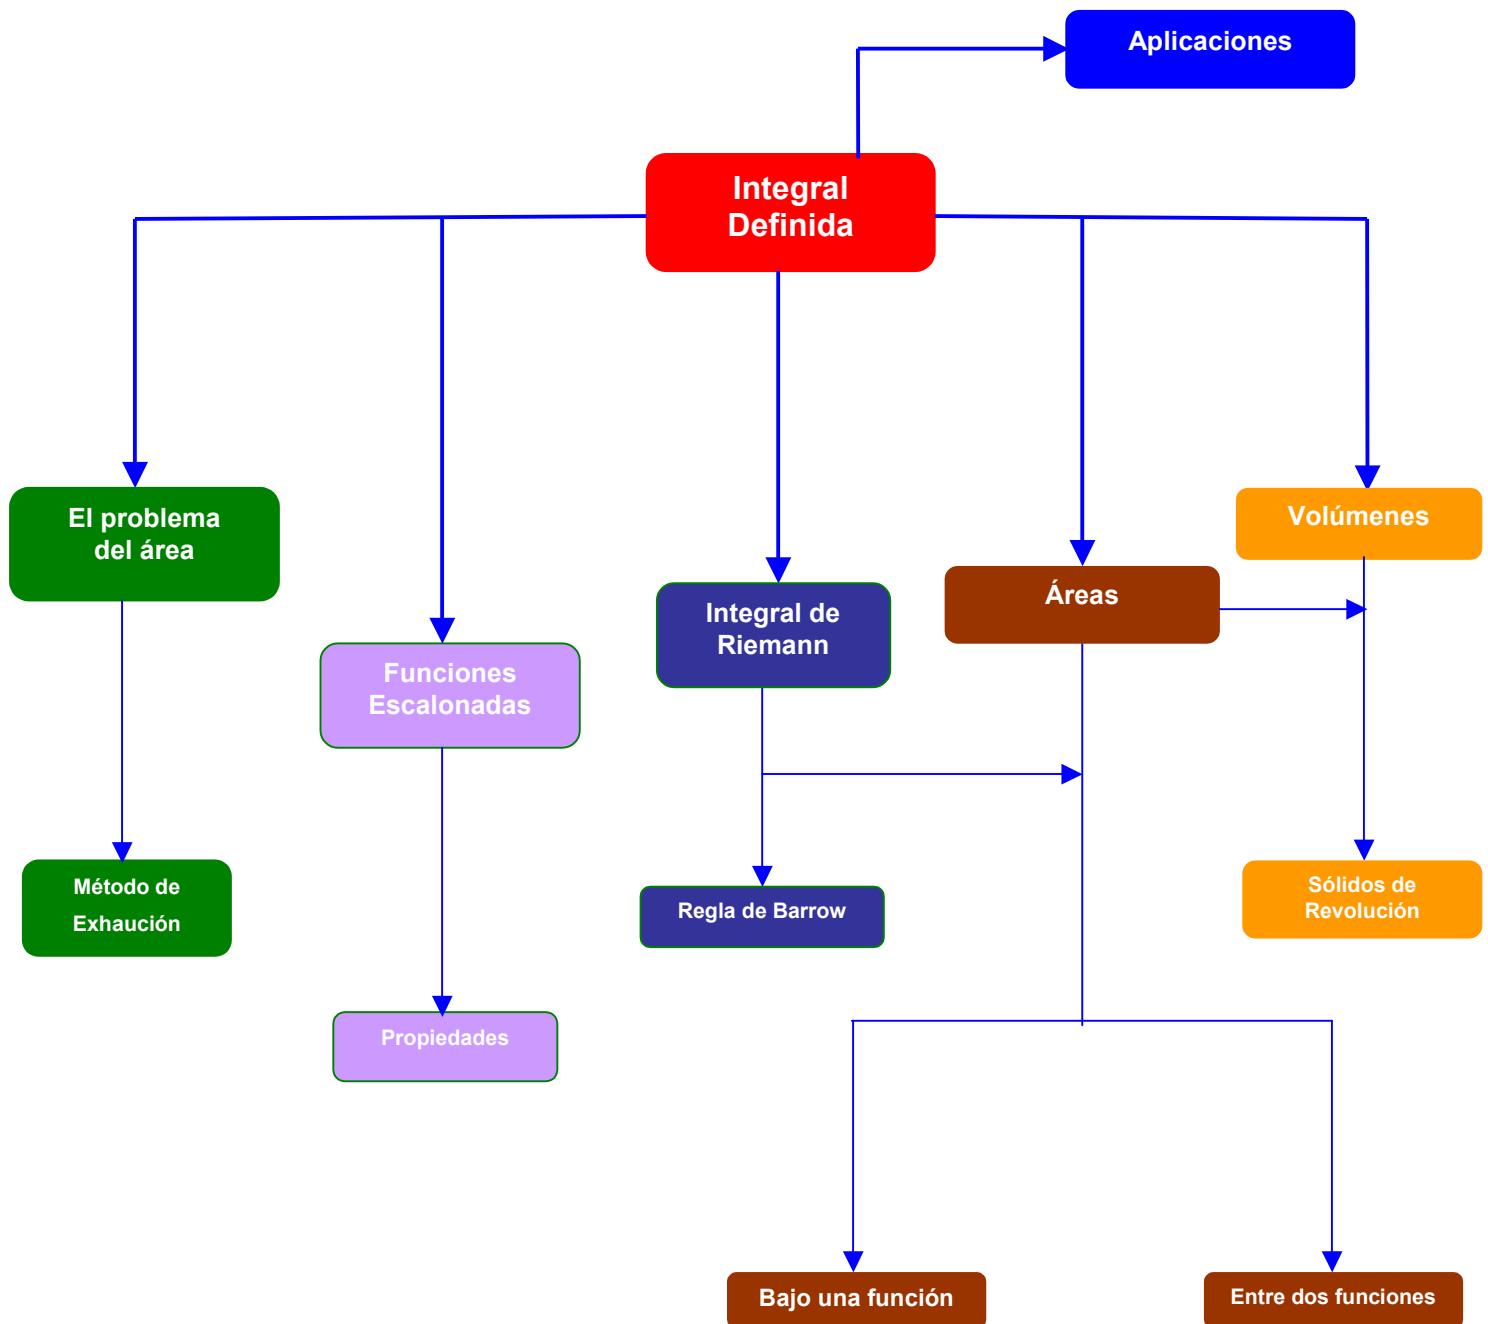 Aplicaciones
Integral
Definida
El problema
del área
Volúmenes
Áreas
Integral de
Riemann
Funciones
Escalonadas
Método de
Exhaución
Regla de Barrow
Sólidos de
Revolución
Propiedades
Bajo una función
Entre dos funciones